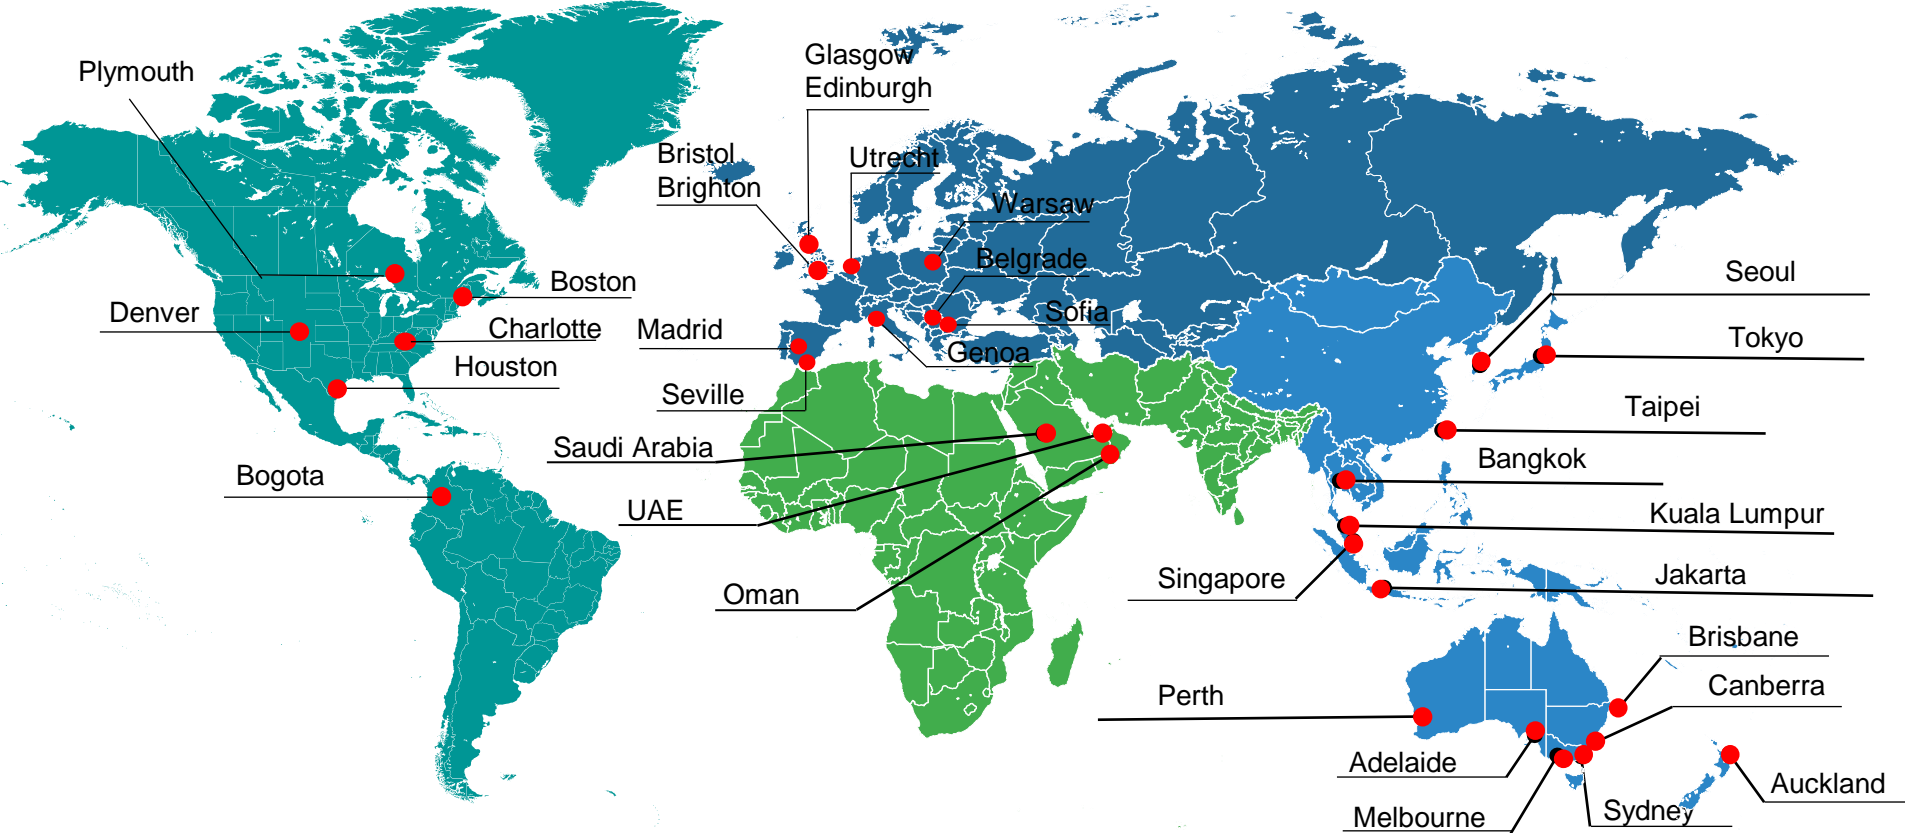 Glasgow
Edinburgh
Plymouth
Bristol
Brighton
Utrecht
Warsaw
Belgrade
Seoul
Boston
Denver
Charlotte
Madrid
Sofia
Tokyo
Genoa
Houston
Seville
Taipei
Saudi Arabia
Bangkok
Bogota
UAE
Kuala Lumpur
Singapore
Jakarta
Oman
Brisbane
Perth
Canberra
Adelaide
Auckland
Melbourne
Sydney